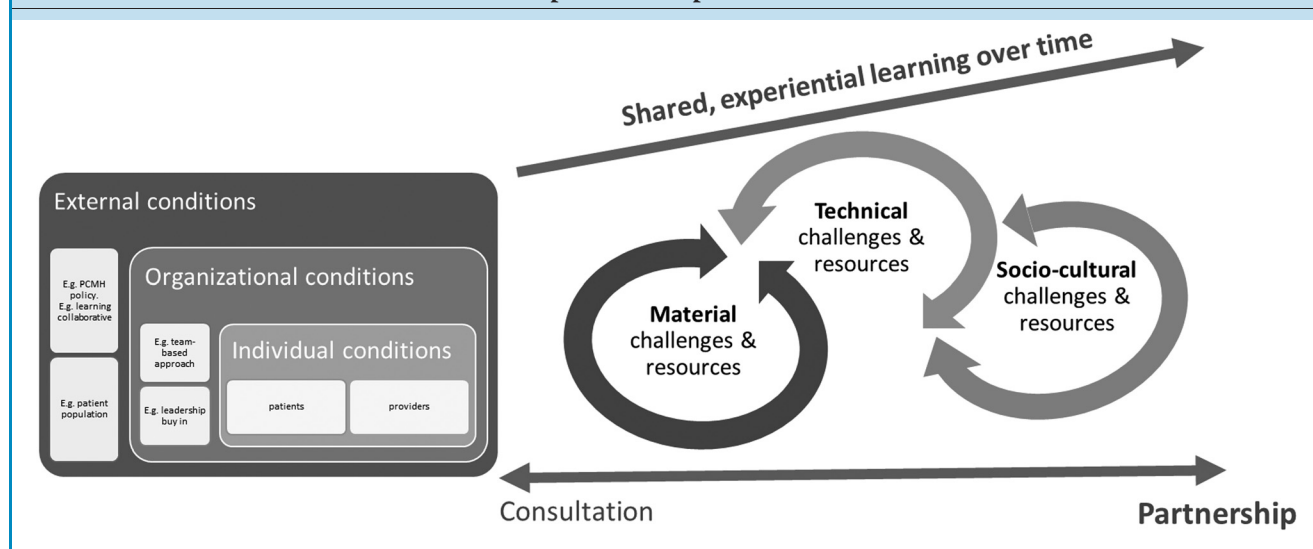 Shared, experiential learning over time
External conditions
E.g. PCMH
policy.
E.g. learning
collaborative
E.g. patient
population
Organizational conditions
E.g. team-
based
approach
E.g. leadership
buy in
Individual conditions
patients
providers
Material
challenges &
resources
Technical
challenges &
resources
Socio-cultural
challenges &
resources
Consultation
Partnership